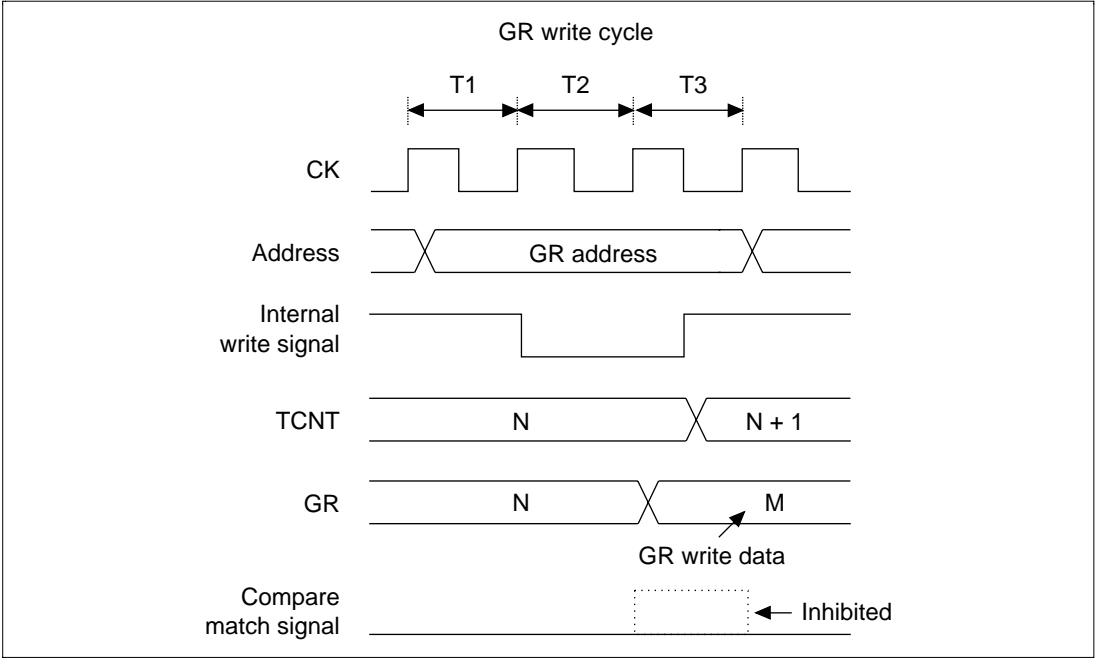 GR write cycle
T1 T2 T3
CK
Address GR address
Internal
write signal
TCNT N N + 1
GR N M
GR write data
Compare
match signal
Inhibited